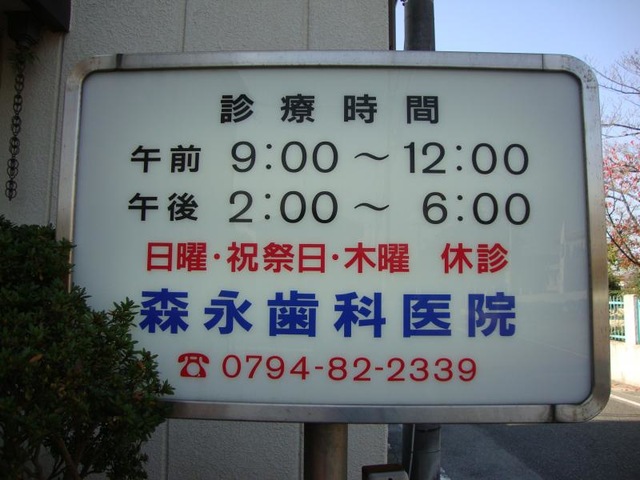 診療時間
午前 9:00～12:00
午後 2:00～ 6:00
日曜・祝祭日・木曜 休診
森永歯科医院
☎0794-82-2339